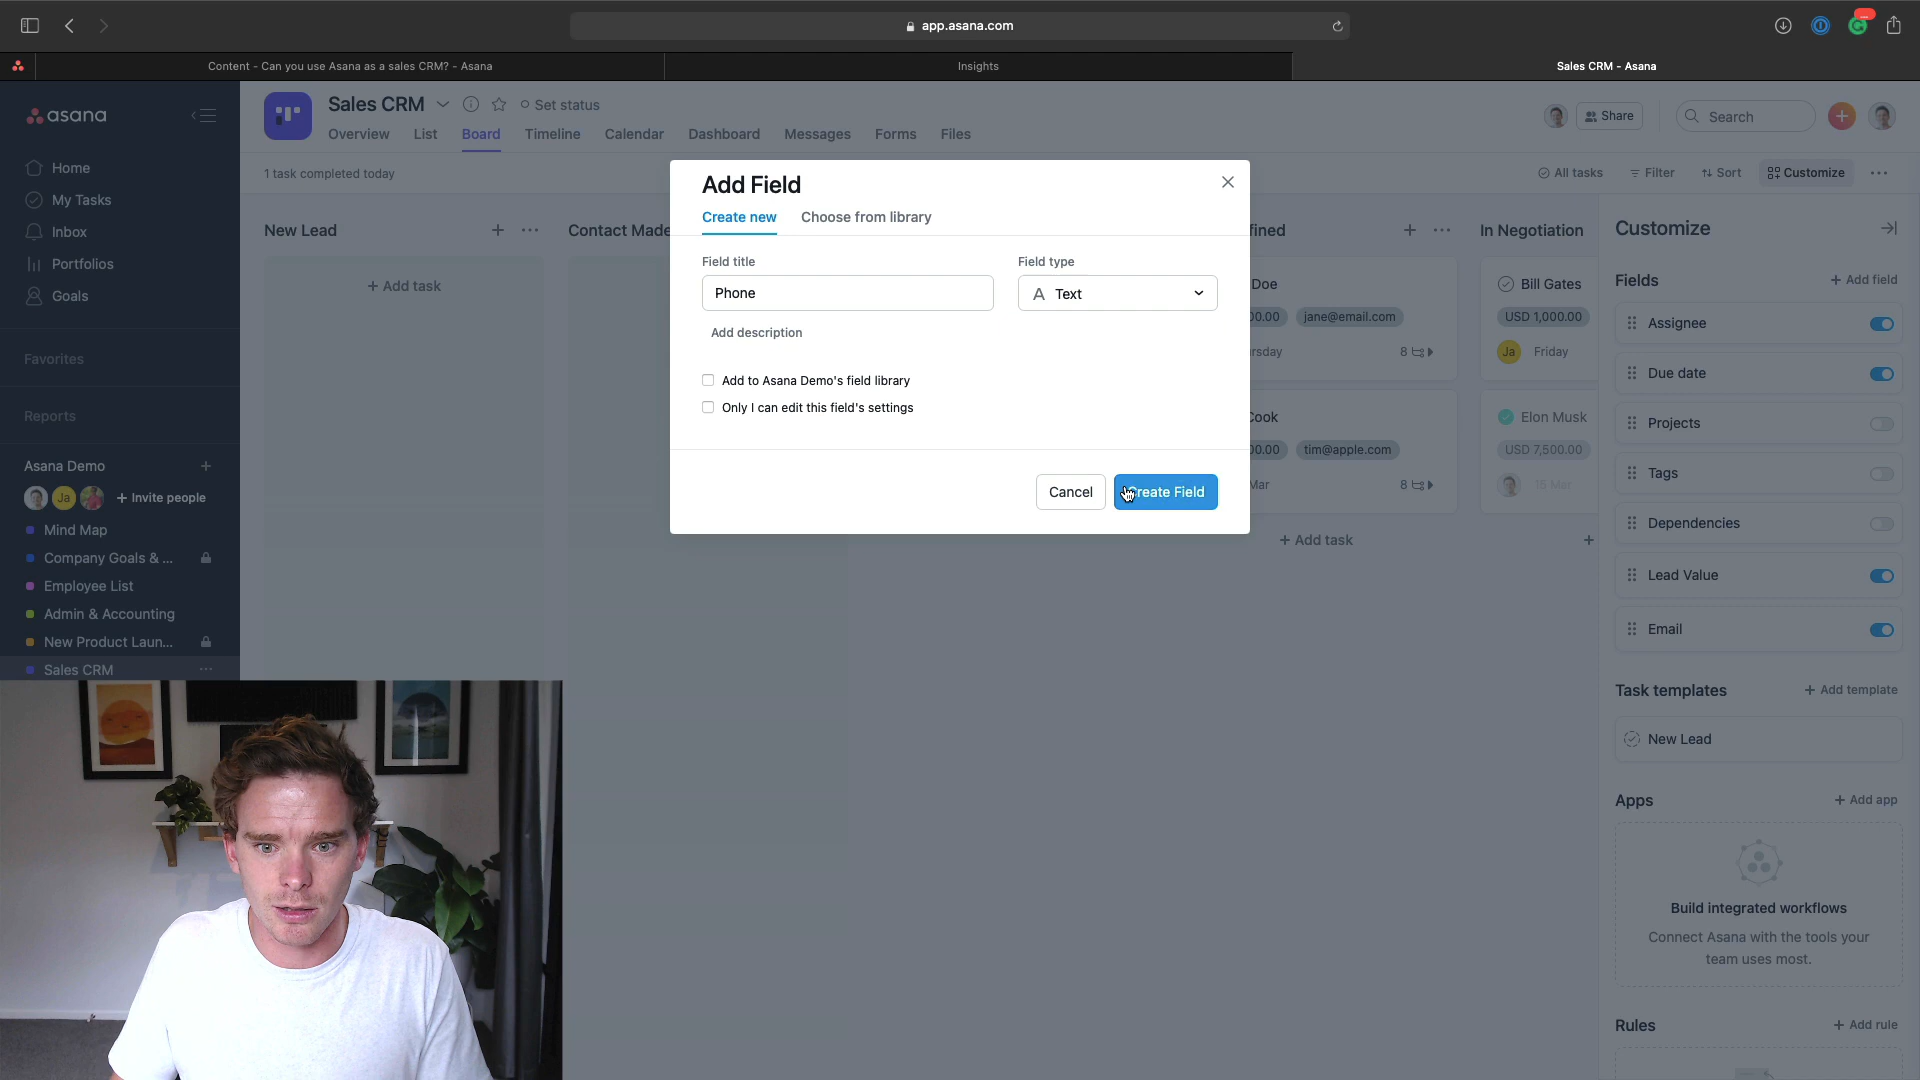 app.asana.com
Content - Can you use Asana as a sales CRM? - Asana
Insights
Sales CRM - Asana
asana
Sales CRM
Set status
Share
Search
Overview
List
Board
Timeline
Calendar
Dashboard
Messages
Forms
Files
1 task completed today
All tasks
Filter
Sort
Customize
Home
My Tasks
Inbox
Portfolios
Goals
Favorites
Reports
Asana Demo
Ja
Invite people
Mind Map
Company Goals & ...
Employee List
Admin & Accounting
New Product Laun...
Sales CRM
New Lead
+ Add task
Contact Made
Add Field
Create new
Choose from library
Field title
Field type
Phone
A Text
Add description
Add to Asana Demo's field library
Only I can edit this field's settings
Cancel
Create Field
fined
Doe
00.00
jane@email.com
rsday
8
Cook
00.00
tim@apple.com
Mar
8
+ Add task
In Negotiation
Bill Gates
USD 1,000.00
Ja
Friday
Elon Musk
USD 7,500.00
15 Mar
Customize
Fields
+ Add field
Assignee
Due date
Projects
Tags
Dependencies
Lead Value
Email
Task templates
+ Add template
New Lead
Apps
+ Add app
Build integrated workflows
Connect Asana with the tools your
team uses most.
Rules
+ Add rule